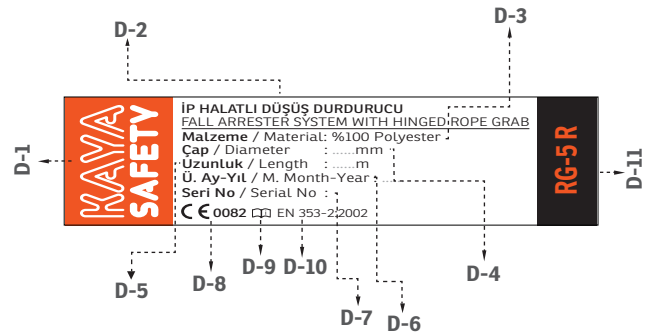 D-3
D-2
D-1
KAYA
SAFETY
İP HALATLI DÜŞÜŞ DURDURUCU
FALL ARRESTER SYSTEM WITH HINGED ROPE GRAB
Malzeme / Material: %100 Polyester
Çap / Diameter : ......mm
Uzunluk / Length : ......m
Ü. Ay-Yıl / M. Month-Year : ......
Seri No / Serial No :
CE 0082 EN 353-2:2002
RG-5 R
D-11
D-5
D-8
D-9
D-10
D-4
D-7
D-6